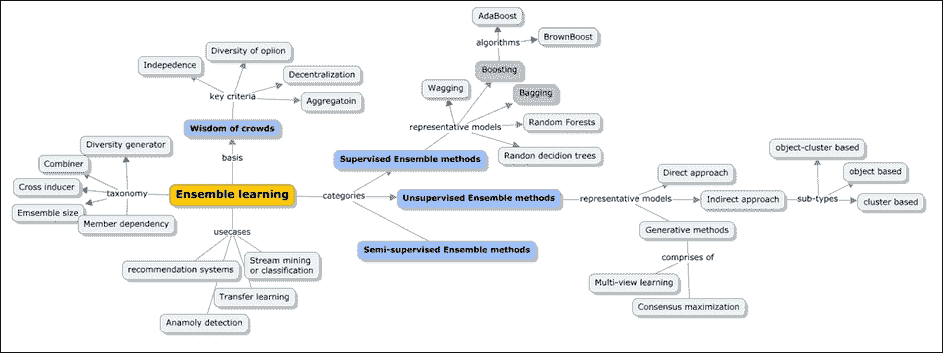 AdaBoost
BrownBoost
algorithms
Diversity of opiion
Indepedence
Decentralization
key criteria
Aggregatoin
Boosting
Wagging
Bagging
Random Forests
representative models
Randon decidion trees
Wisdom of crowds
Diversity generator
basis
Supervised Ensemble methods
object-cluster based
Combiner
Cross inducer
taxonomy
Ensemble learning
categories
Unsupervised Ensemble methods
representative models
Direct approach
Indirect approach
sub-types
object based
cluster based
Emsemble size
Member dependency
usecases
Generative methods
Semi-supervised Ensemble methods
recommendation systems
Stream mining
or classification
comprises of
Transfer learning
Multi-view learning
Anamoly detection
Consensus maximization